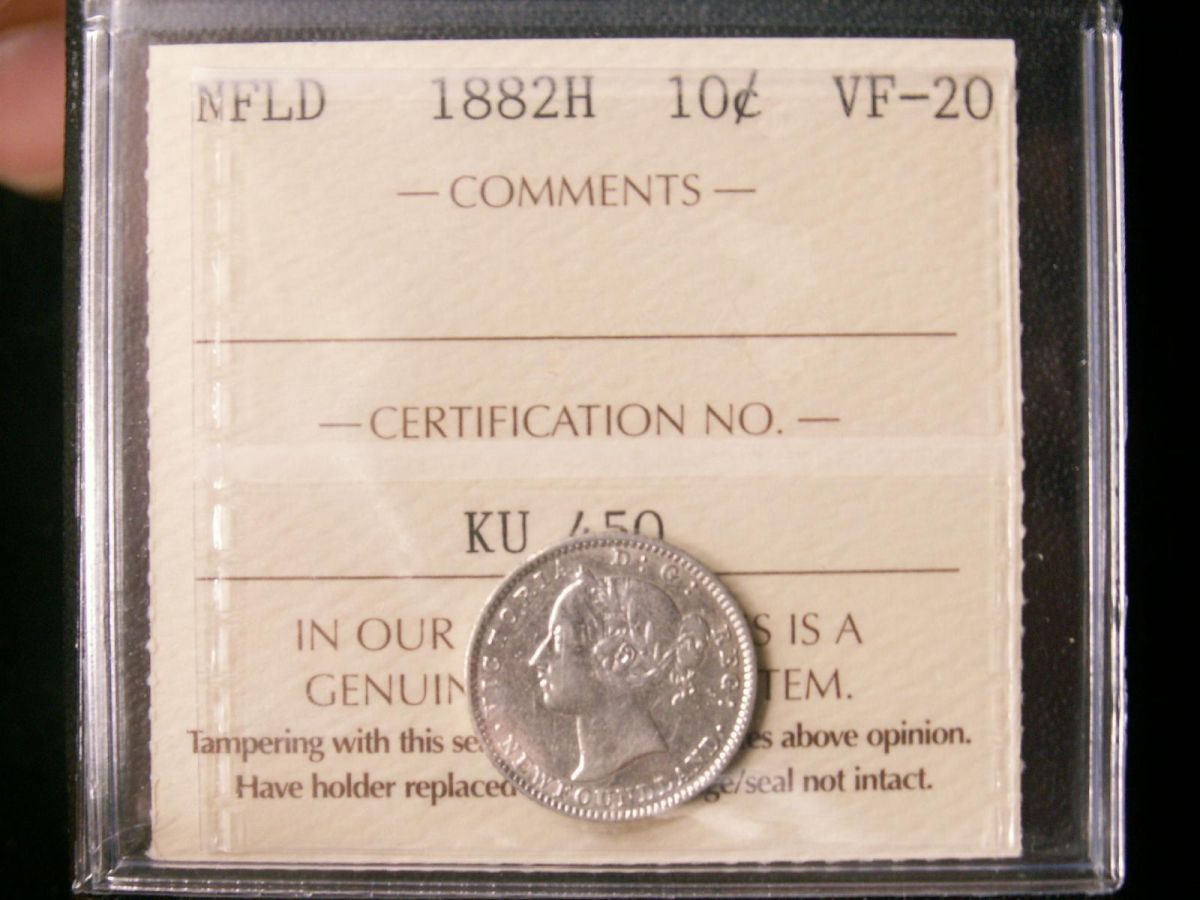 NFLD 1882H 10¢ VF-20
— COMMENTS —
— CERTIFICATION NO. —
KU 450
IN OUR S IS A
GENUIN TEM.
Tampering with this se es above opinion.
Have holder replaced ge/seal not intact.
VICTORIA D: G: REG:
NEWFOUNDLAND